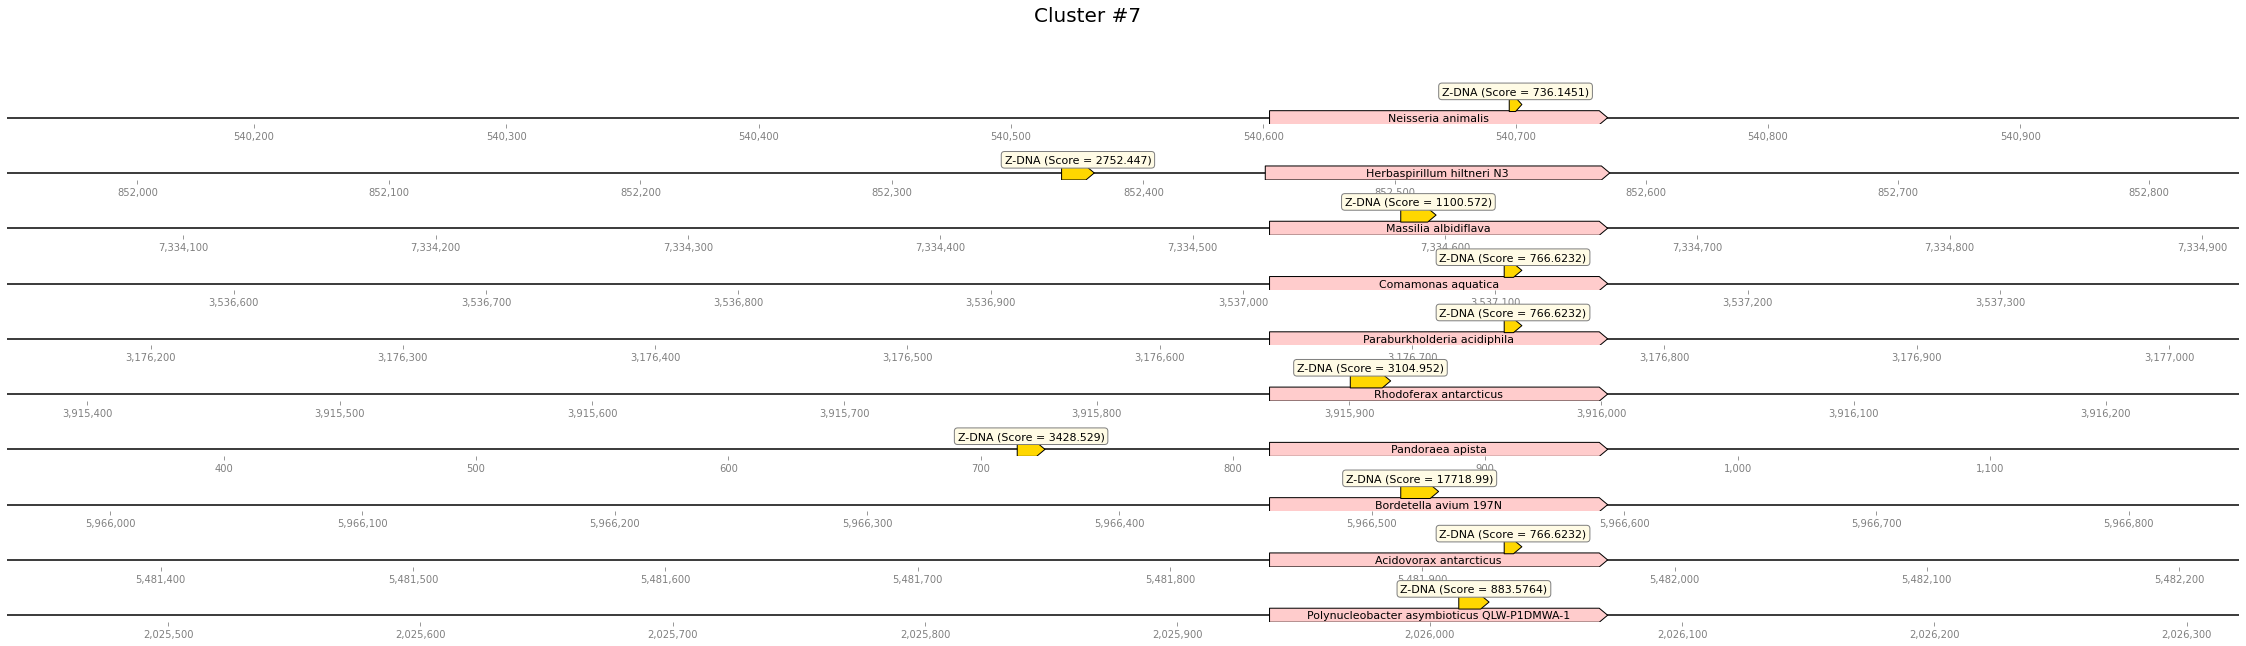 Cluster #7
Z-DNA (Score = 736.1451)
Neisseria animalis
540,200 540,300 540,400 540,500 540,600 540,700 540,800 540,900
Z-DNA (Score = 2752.447)
Herbaspirillum hiltneri N3
852,000 852,100 852,200 852,300 852,400 852,500 852,600 852,700 852,800
Z-DNA (Score = 1100.572)
Massilia albidiflava
7,334,100 7,334,200 7,334,300 7,334,400 7,334,500 7,334,600 7,334,700 7,334,800 7,334,900
Z-DNA (Score = 766.6232)
Comamonas aquatica
3,536,600 3,536,700 3,536,800 3,536,900 3,537,000 3,537,100 3,537,200 3,537,300
Z-DNA (Score = 766.6232)
Paraburkholderia acidiphila
3,176,200 3,176,300 3,176,400 3,176,500 3,176,600 3,176,700 3,176,800 3,176,900 3,177,000
Z-DNA (Score = 3104.952)
Rhodoferax antarcticus
3,915,400 3,915,500 3,915,600 3,915,700 3,915,800 3,915,900 3,916,000 3,916,100 3,916,200
Z-DNA (Score = 3428.529)
Pandoraea apista
400 500 600 700 800 900 1,000 1,100
Z-DNA (Score = 17718.99)
Bordetella avium 197N
5,966,000 5,966,100 5,966,200 5,966,300 5,966,400 5,966,500 5,966,600 5,966,700 5,966,800
Z-DNA (Score = 766.6232)
Acidovorax antarcticus
5,481,400 5,481,500 5,481,600 5,481,700 5,481,800 5,481,900 5,482,000 5,482,100 5,482,200
Z-DNA (Score = 883.5764)
Polynucleobacter asymbioticus QLW-P1DMWA-1
2,025,500 2,025,600 2,025,700 2,025,800 2,025,900 2,026,000 2,026,100 2,026,200 2,026,300